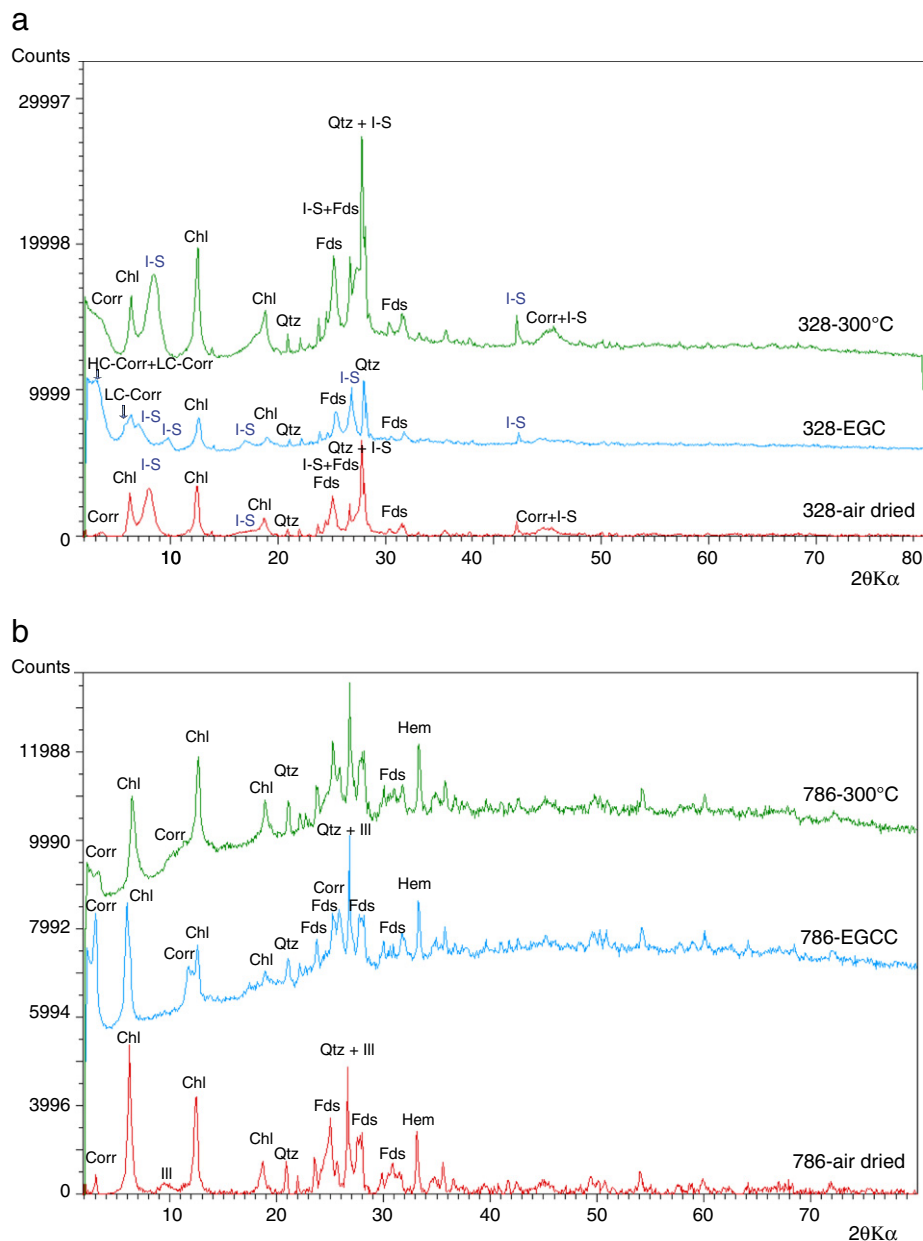 a
Counts
29997
Qtz + I-S
I-S+Fds
19998
Chl
Fds
I-S
Chl
Corr
Chl
Fds
I-S
Qtz
Corr+I-S
328-300°C
HC-Corr+LC-Corr
Qtz
9999
LC-Corr
I-S
Chl
I-S
Fds
I-S
I-S
Chl
Qtz
Fds
I-S
328-EGC
Qtz + I-S
I-S
I-S+Fds
Chl
Chl
Fds
Corr
I-S
Chl
Qtz
Fds
Corr+I-S
328-air dried
0
10 20 30 40 50 60 70 80
2θKα
b
Counts
11988
Hem
Chl
Qtz
Chl
Chl
Fds
786-300°C
9990
Corr
Corr
Qtz + Ill
Corr
Chl
Corr
Hem
7992
Chl
Fds
Fds
Corr
Qtz
Fds
Fds
Chl
786-EGCC
5994
Chl
Qtz + Ill
Chl
3996
Fds
Fds
Hem
Chl
Corr
Ill
Qtz
Fds
786-air dried
0
10 20 30 40 50 60 70
2θKα